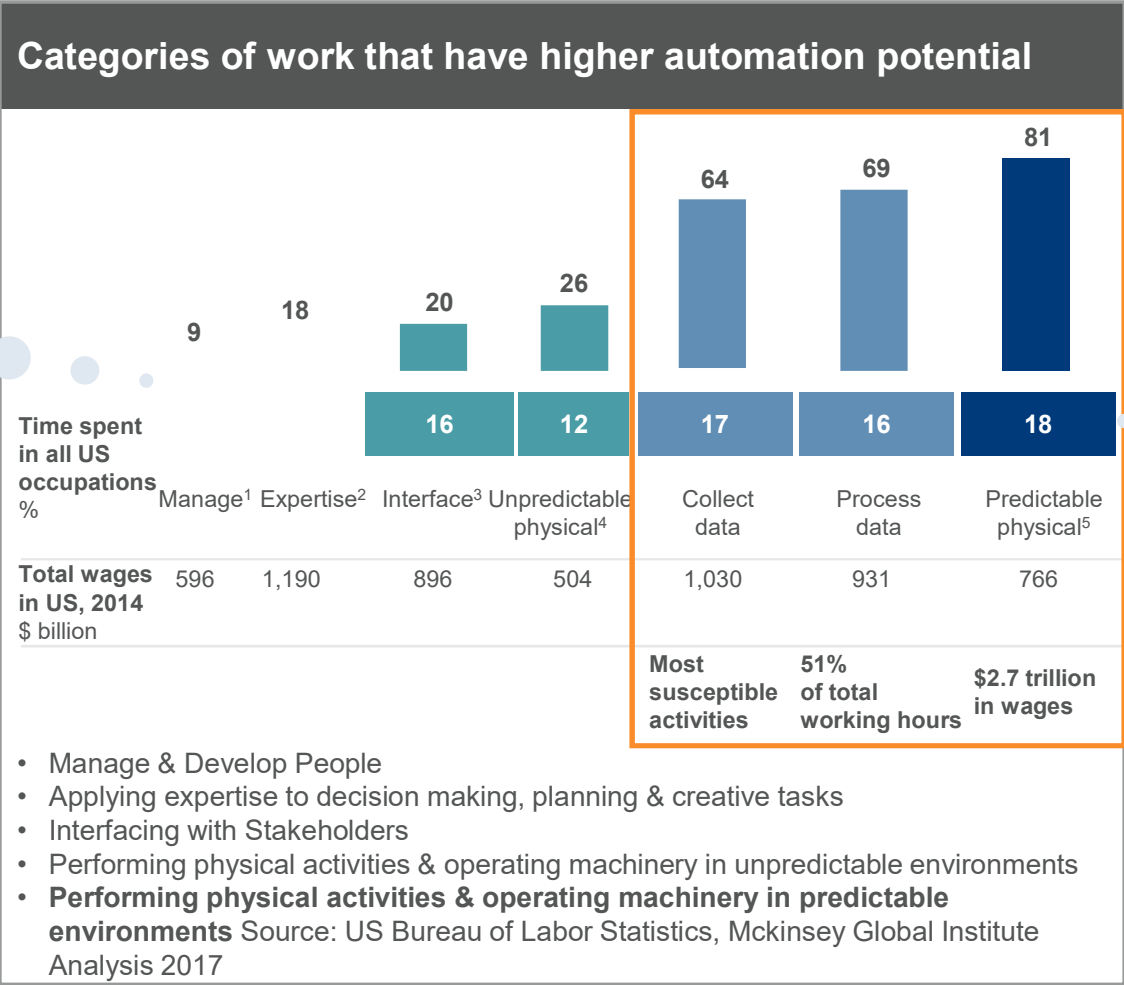 Categories of work that have higher automation potential
81
69
64
26
20
18
9
Time spent
in all US
occupations
%
16
12
17
16
18
Manage¹
Expertise²
Interface³
Unpredictable
physical⁴
Collect
data
Process
data
Predictable
physical⁵
Total wages
in US, 2014
$ billion
596
1,190
896
504
1,030
931
766
Most
susceptible
activities
51%
of total
working hours
$2.7 trillion
in wages
• Manage & Develop People
• Applying expertise to decision making, planning & creative tasks
• Interfacing with Stakeholders
• Performing physical activities & operating machinery in unpredictable environments
• Performing physical activities & operating machinery in predictable
environments Source: US Bureau of Labor Statistics, Mckinsey Global Institute
Analysis 2017